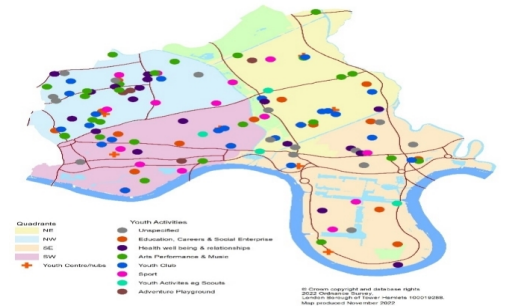 Quadrants
NE
NW
SE
SW
Youth Centre/hubs
Youth Activities
Unspecified
Education, Careers & Social Enterprise
Health well being & relationships
Arts Performance & Music
Youth Club
Sport
Youth Activites eg Scouts
Adventure Playground
© Crown copyright and database rights
2022 Ordnance Survey,
London Borough of Tower Hamlets 100019288.
Map produced November 2022